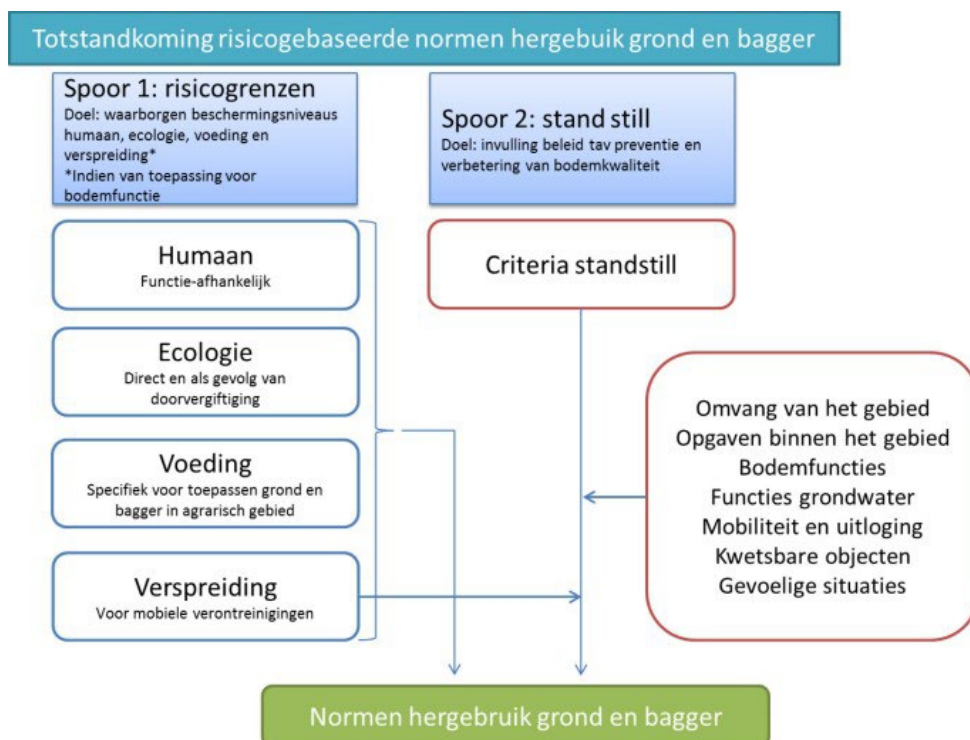 Totstandkoming risicogebaseerde normen hergebuik grond en bagger
Spoor 1: risicogrenzen
Doel: waarborgen beschermingsniveaus
humaan, ecologie, voeding en
verspreiding*
*Indien van toepassing voor
bodemfunctie
Spoor 2: stand still
Doel: invulling beleid tav preventie en
verbetering van bodemkwaliteit
Humaan
Functie-afhankelijk
Criteria standstill
Ecologie
Direct en als gevolg van
doorvergiftiging
Voeding
Specifiek voor toepassen grond en
bagger in agrarisch gebied
Verspreiding
Voor mobiele verontreinigingen
Omvang van het gebied
Opgaven binnen het gebied
Bodemfuncties
Functies grondwater
Mobiliteit en uitloging
Kwetsbare objecten
Gevoelige situaties
Normen hergebruik grond en bagger